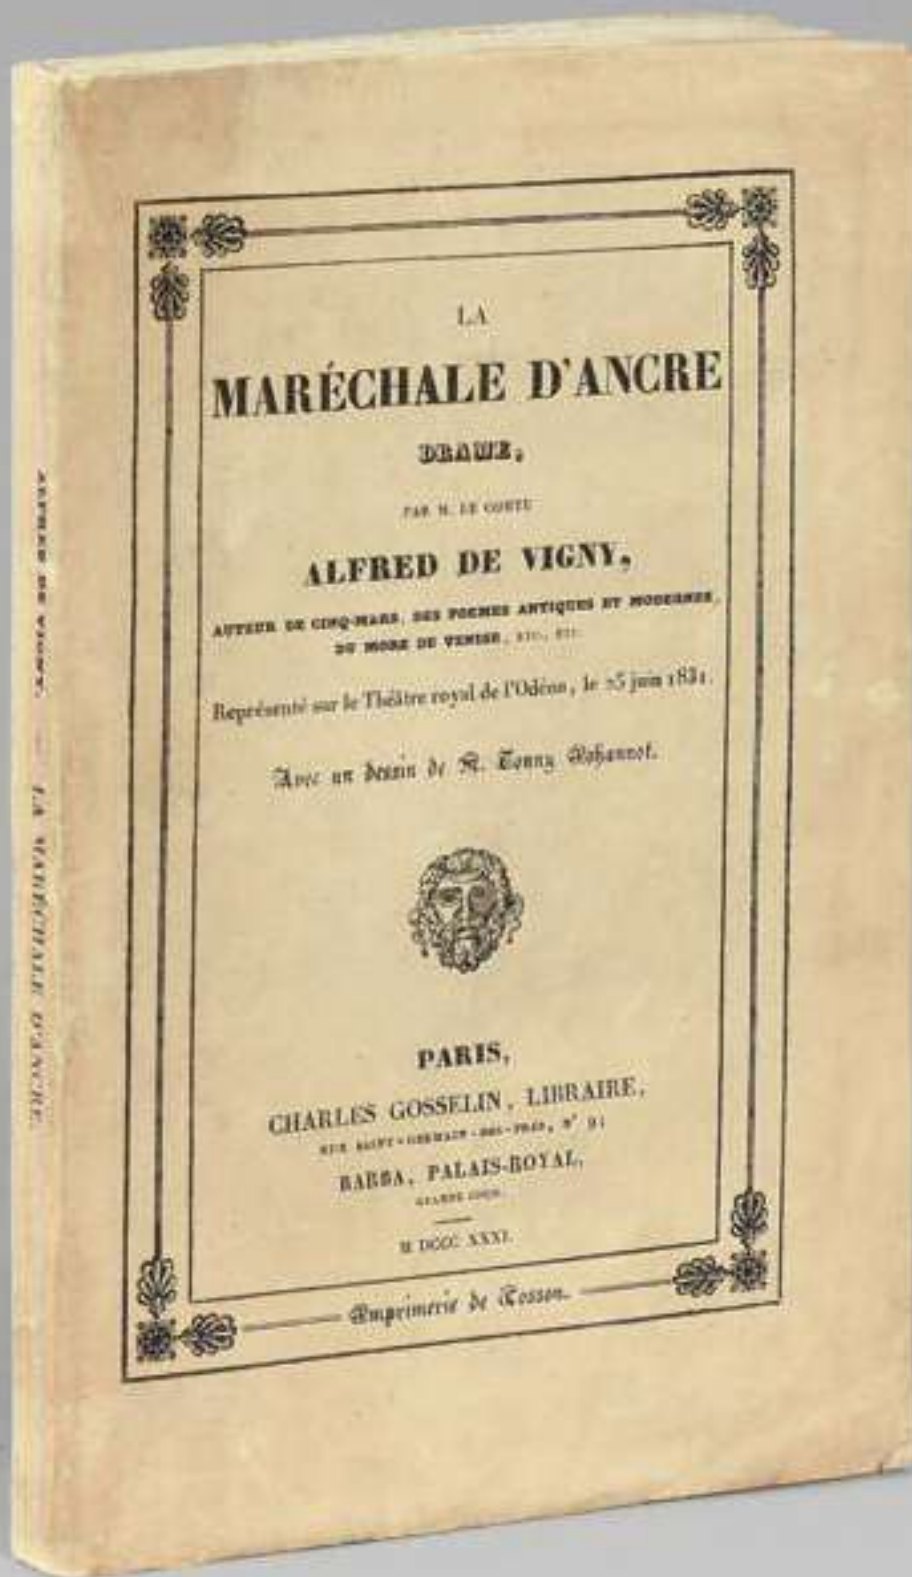 LA
MARÉCHALE D'ANCRE
DRAME,
PAR M. LE COMTE
ALFRED DE VIGNY,
AUTEUR DE CINQ-MARS, DES POEMES ANTIQUES ET MODERNES,
DU MORE DE VENISE, ETC., ETC.
Représenté sur le Théâtre royal de l'Odéon, le 25 juin 1831.
Avec un dessin de M. Tonny Johannot.
PARIS,
CHARLES GOSSELIN, LIBRAIRE,
RUE SAINT-GERMAIN-DES-PRÉS, N° 9;
BARBA, PALAIS-ROYAL,
GRANDE COUR.
M DCCC XXXI.
Imprimerie de Cosson.
ALFRED DE VIGNY. — LA MARÉCHALE D'ANCRE